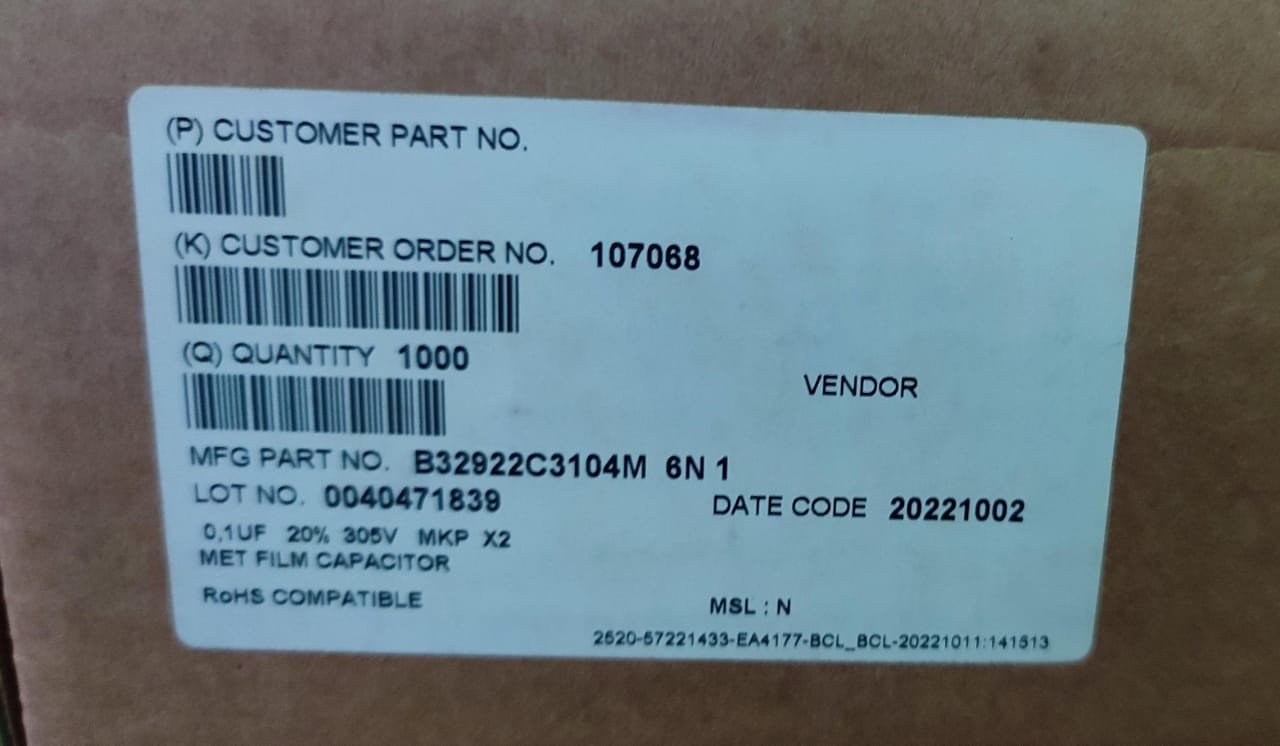 (P) CUSTOMER PART NO.
(K) CUSTOMER ORDER NO. 107068
(Q) QUANTITY 1000
VENDOR
MFG PART NO. B32922C3104M 6N 1
LOT NO. 0040471839
DATE CODE 20221002
0,1UF 20% 305V MKP X2
MET FILM CAPACITOR
RoHS COMPATIBLE
MSL : N
2620-57221433-EA4177-BCL_BCL-20221011:141513